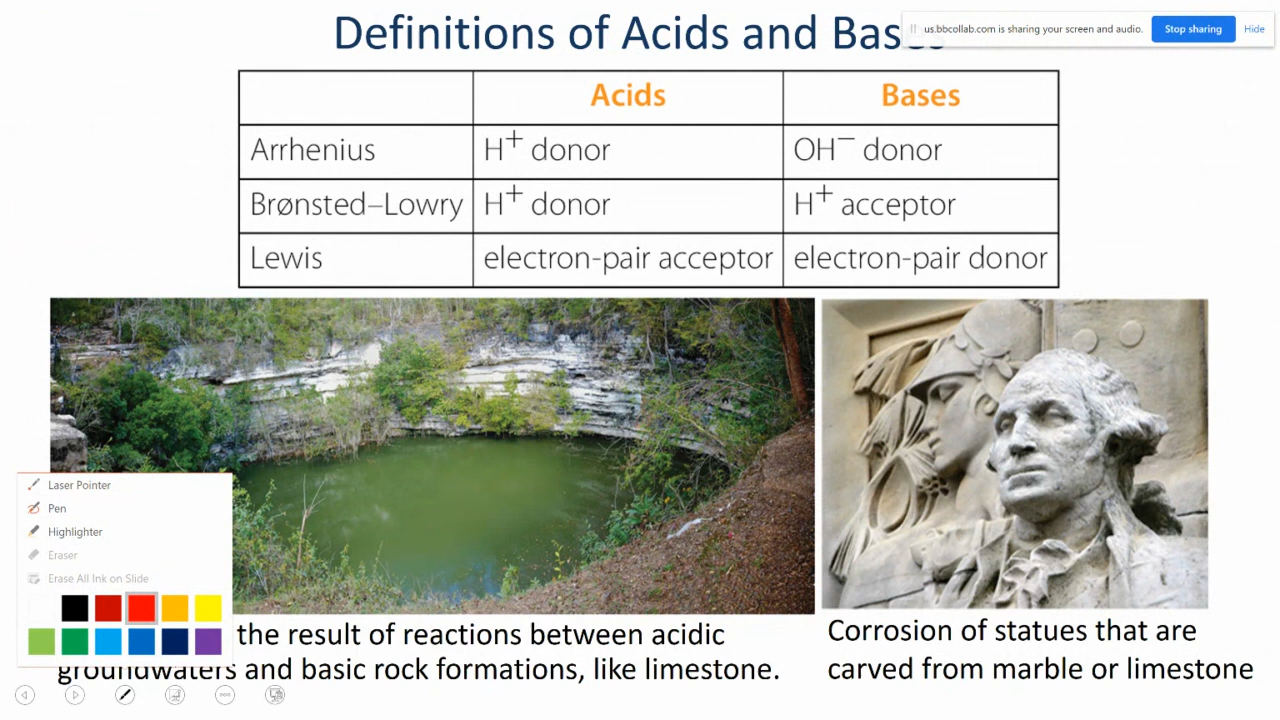 Definitions of Acids and Bases
us.bbcollab.com is sharing your screen and audio. Stop sharing Hide
Acids Bases
Arrhenius H⁺ donor OH⁻ donor
Brønsted–Lowry H⁺ donor H⁺ acceptor
Lewis electron-pair acceptor electron-pair donor
Laser Pointer
Pen
Highlighter
Eraser
Erase All Ink on Slide
the result of reactions between acidic
groundwaters and basic rock formations, like limestone.
Corrosion of statues that are
carved from marble or limestone